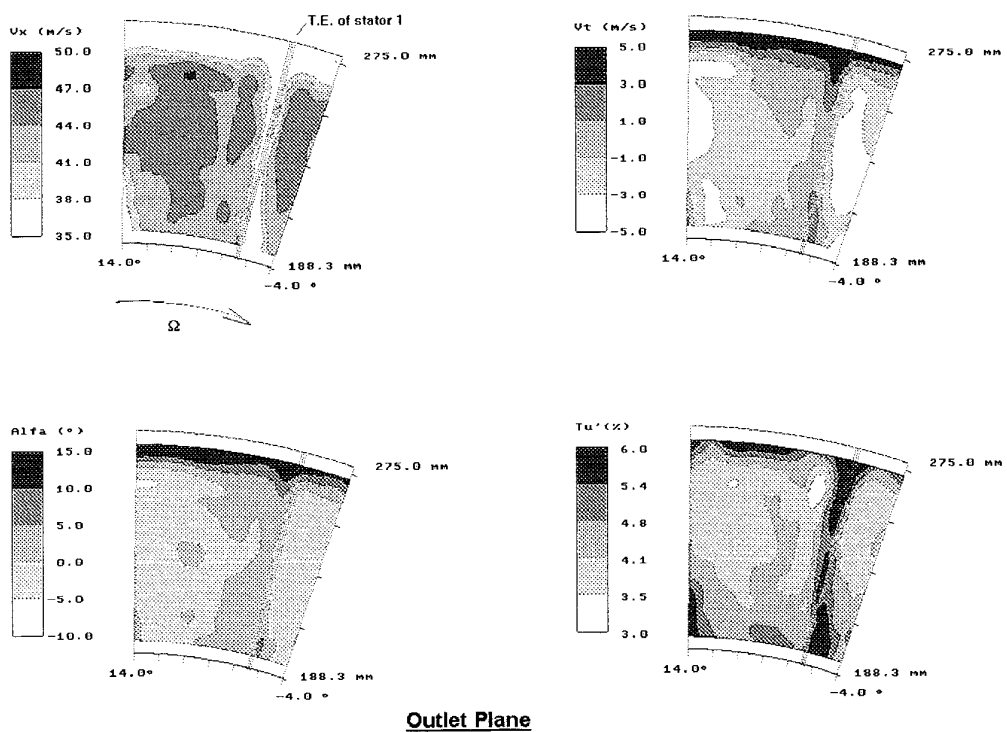 Vx (m/s)
50.0
47.0
44.0
41.0
38.0
35.0
T.E. of stator 1
275.0 mm
14.0°
188.3 mm
-4.0 °
Ω
Vt (m/s)
5.0
3.0
1.0
-1.0
-3.0
-5.0
275.0 mm
14.0°
188.3 mm
-4.0 °
Alfa (°)
15.0
10.0
5.0
0.0
-5.0
-10.0
275.0 mm
14.0°
188.3 mm
-4.0 °
Tu'(%)
6.0
5.4
4.8
4.1
3.5
3.0
275.0 mm
14.0°
188.3 mm
-4.0 °
Outlet Plane